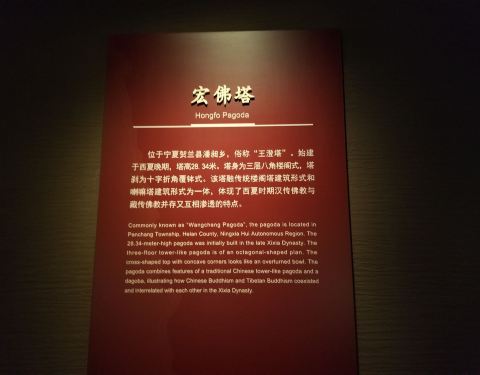 宏佛塔
Hongfo Pagoda
位于宁夏贺兰县潘昶乡，俗称“王澄塔”。始建
于西夏晚期，塔高28.34米。塔身为三层八角楼阁式，塔
刹为十字折角覆钵式。该塔融传统楼阁塔建筑形式和
喇嘛塔建筑形式为一体，体现了西夏时期汉传佛教与
藏传佛教并存又互相渗透的特点。
Commonly known as "Wangchang Pagoda", the pagoda is located in
Panchang Township, Helan County, Ningxia Hui Autonomous Region. The
28.34-meter-high pagoda was initially built in the late Xixia Dynasty. The
three-floor tower-like pagoda is of an octagonal-shaped plan. The
cross-shaped top with concave corners looks like an overturned bowl. The
pagoda combines features of a traditional Chinese tower-like pagoda and a
dagoba, illustrating how Chinese Buddhism and Tibetan Buddhism coexisted
and interrelated with each other in the Xixia Dynasty.